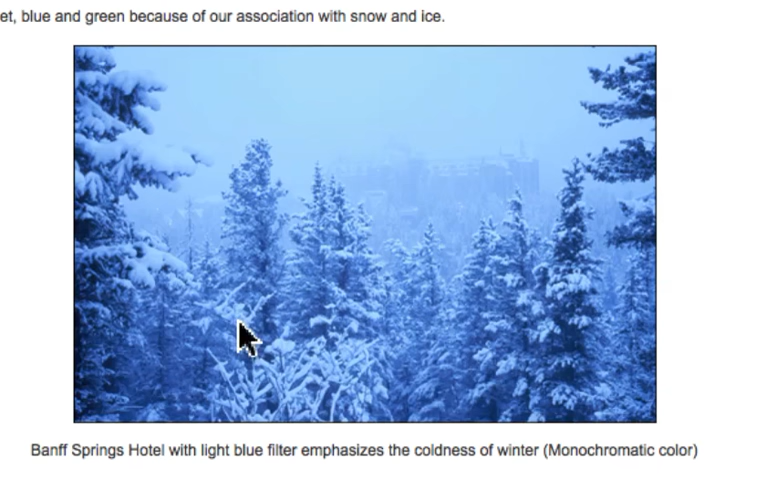 et, blue and green because of our association with snow and ice.
Banff Springs Hotel with light blue filter emphasizes the coldness of winter (Monochromatic color)